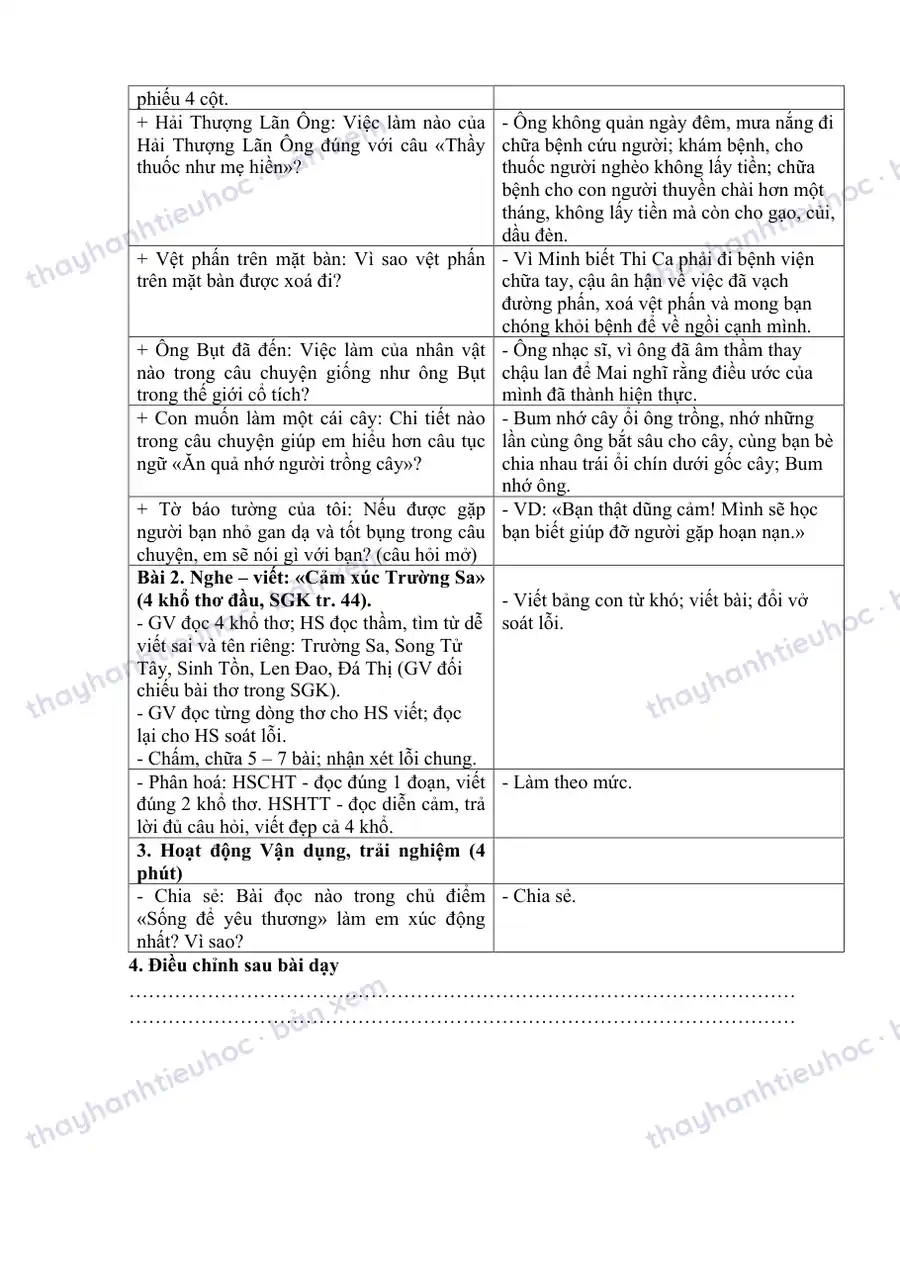 phiếu 4 cột.
+ Hải Thượng Lãn Ông: Việc làm nào của
Hải Thượng Lãn Ông đúng với câu «Thầy
thuốc như mẹ hiền»?
- Ông không quản ngày đêm, mưa nắng đi
chữa bệnh cứu người; khám bệnh, cho
thuốc người nghèo không lấy tiền; chữa
bệnh cho con người thuyền chài hơn một
tháng, không lấy tiền mà còn cho gạo, củi,
dầu đèn.
+ Vệt phấn trên mặt bàn: Vì sao vệt phấn
trên mặt bàn được xoá đi?
- Vì Minh biết Thi Ca phải đi bệnh viện
chữa tay, cậu ân hận về việc đã vạch
đường phấn, xoá vệt phấn và mong bạn
chóng khỏi bệnh để về ngồi cạnh mình.
+ Ông Bụt đã đến: Việc làm của nhân vật
nào trong câu chuyện giống như ông Bụt
trong thế giới cổ tích?
- Ông nhạc sĩ, vì ông đã âm thầm thay
chậu lan để Mai nghĩ rằng điều ước của
mình đã thành hiện thực.
+ Con muốn làm một cái cây: Chi tiết nào
trong câu chuyện giúp em hiểu hơn câu tục
ngữ «Ăn quả nhớ người trồng cây»?
- Bum nhớ cây ổi ông trồng, nhớ những
lần cùng ông bắt sâu cho cây, cùng bạn bè
chia nhau trái ổi chín dưới gốc cây; Bum
nhớ ông.
+ Tờ báo tường của tôi: Nếu được gặp
người bạn nhỏ gan dạ và tốt bụng trong câu
chuyện, em sẽ nói gì với bạn? (câu hỏi mở)
- VD: «Bạn thật dũng cảm! Mình sẽ học
bạn biết giúp đỡ người gặp hoạn nạn.»
Bài 2. Nghe – viết: «Cảm xúc Trường Sa»
(4 khổ thơ đầu, SGK tr. 44).
- GV đọc 4 khổ thơ; HS đọc thầm, tìm từ dễ
viết sai và tên riêng: Trường Sa, Song Tử
Tây, Sinh Tồn, Len Đao, Đá Thị (GV đối
chiếu bài thơ trong SGK).
- GV đọc từng dòng thơ cho HS viết; đọc
lại cho HS soát lỗi.
- Chấm, chữa 5 – 7 bài; nhận xét lỗi chung.
- Viết bảng con từ khó; viết bài; đổi vở
soát lỗi.
- Phân hoá: HSCHT - đọc đúng 1 đoạn, viết
đúng 2 khổ thơ. HSHTT - đọc diễn cảm, trả
lời đủ câu hỏi, viết đẹp cả 4 khổ.
- Làm theo mức.
3. Hoạt động Vận dụng, trải nghiệm (4
phút)
- Chia sẻ: Bài đọc nào trong chủ điểm
«Sống để yêu thương» làm em xúc động
nhất? Vì sao?
- Chia sẻ.
4. Điều chỉnh sau bài dạy
…………………………………………………………………………………………
…………………………………………………………………………………………
thayhanhtieuhoc · bản xem
thayhanhtieuhoc · b
thayhanhtieuhoc · bản xem
thayhanhtieuhoc · b
thayhanhtieuhoc · bản xem
thayhanhtieuhoc · b